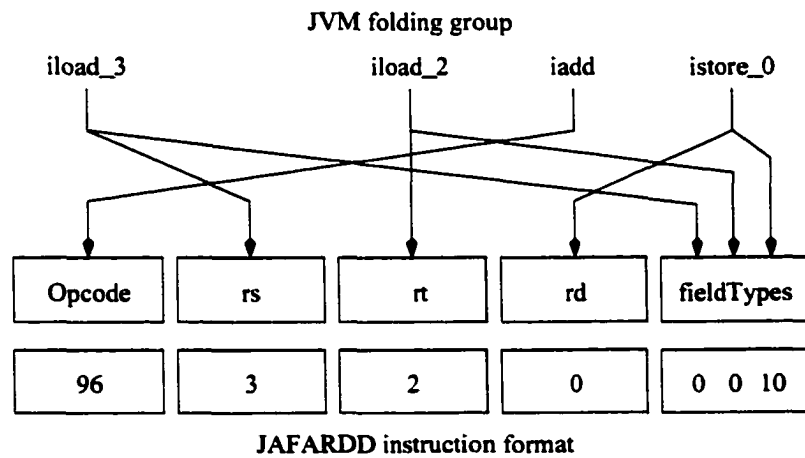 JVM folding group
iload_3 iload_2 iadd istore_0
Opcode rs rt rd fieldTypes
96 3 2 0 0 0 10
JAFARDD instruction format